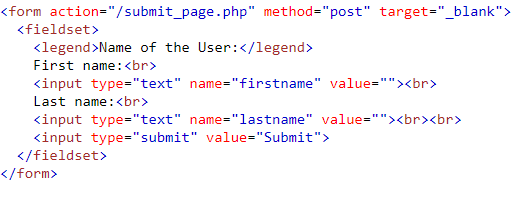 <form action="/submit_page.php" method="post" target="_blank">
  <fieldset>
    <legend>Name of the User:</legend>
    First name:<br>
    <input type="text" name="firstname" value=""><br>
    Last name:<br>
    <input type="text" name="lastname" value=""><br><br>
    <input type="submit" value="Submit">
  </fieldset>
</form>